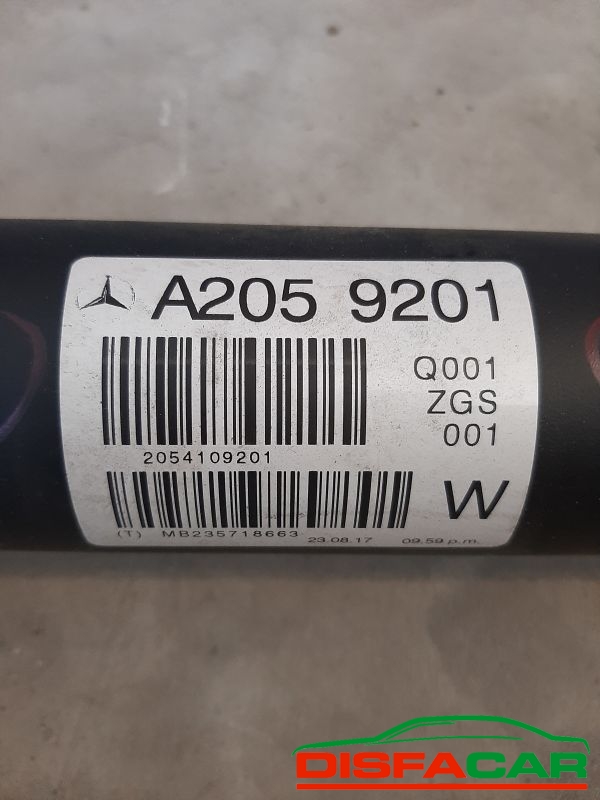 A205 9201
Q001
ZGS
001
2054109201
W
(T) MB235718663 23.08.17 09.59 p.m.
DISFACAR